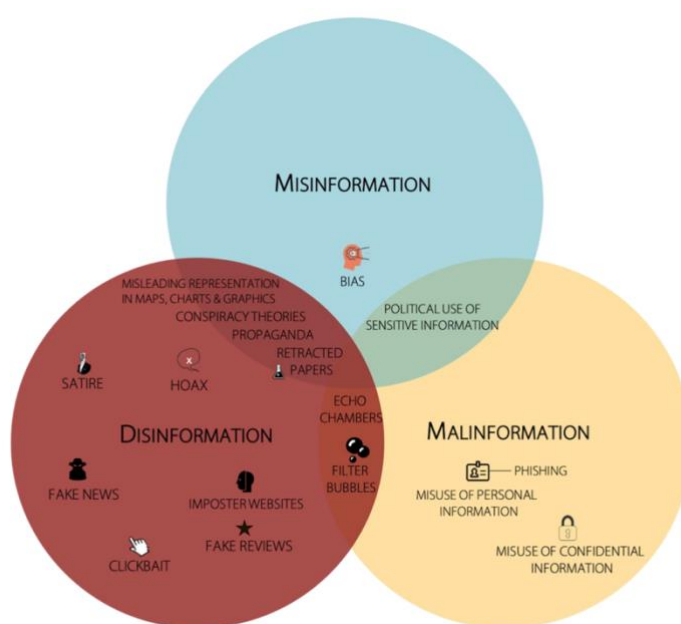 MISINFORMATION
BIAS
MISLEADING REPRESENTATION
IN MAPS, CHARTS & GRAPHICS
CONSPIRACY THEORIES
PROPAGANDA
RETRACTED
PAPERS
POLITICAL USE OF
SENSITIVE INFORMATION
SATIRE
x
HOAX
ECHO
CHAMBERS
DISINFORMATION
MALINFORMATION
FILTER
BUBBLES
PHISHING
FAKE NEWS
IMPOSTER WEBSITES
MISUSE OF PERSONAL
INFORMATION
FAKE REVIEWS
MISUSE OF CONFIDENTIAL
INFORMATION
CLICKBAIT